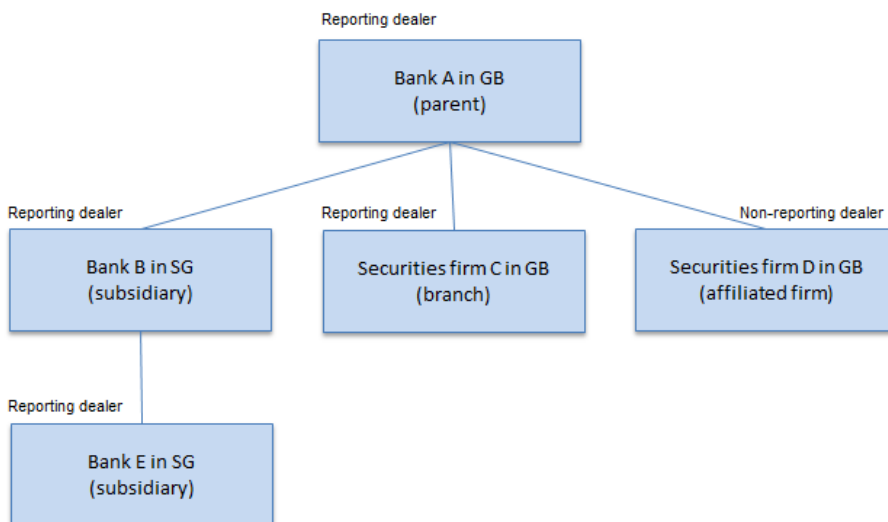 Reporting dealer
Bank A in GB
(parent)
Reporting dealer
Reporting dealer
Non-reporting dealer
Bank B in SG
(subsidiary)
Securities firm C in GB
(branch)
Securities firm D in GB
(affiliated firm)
Reporting dealer
Bank E in SG
(subsidiary)